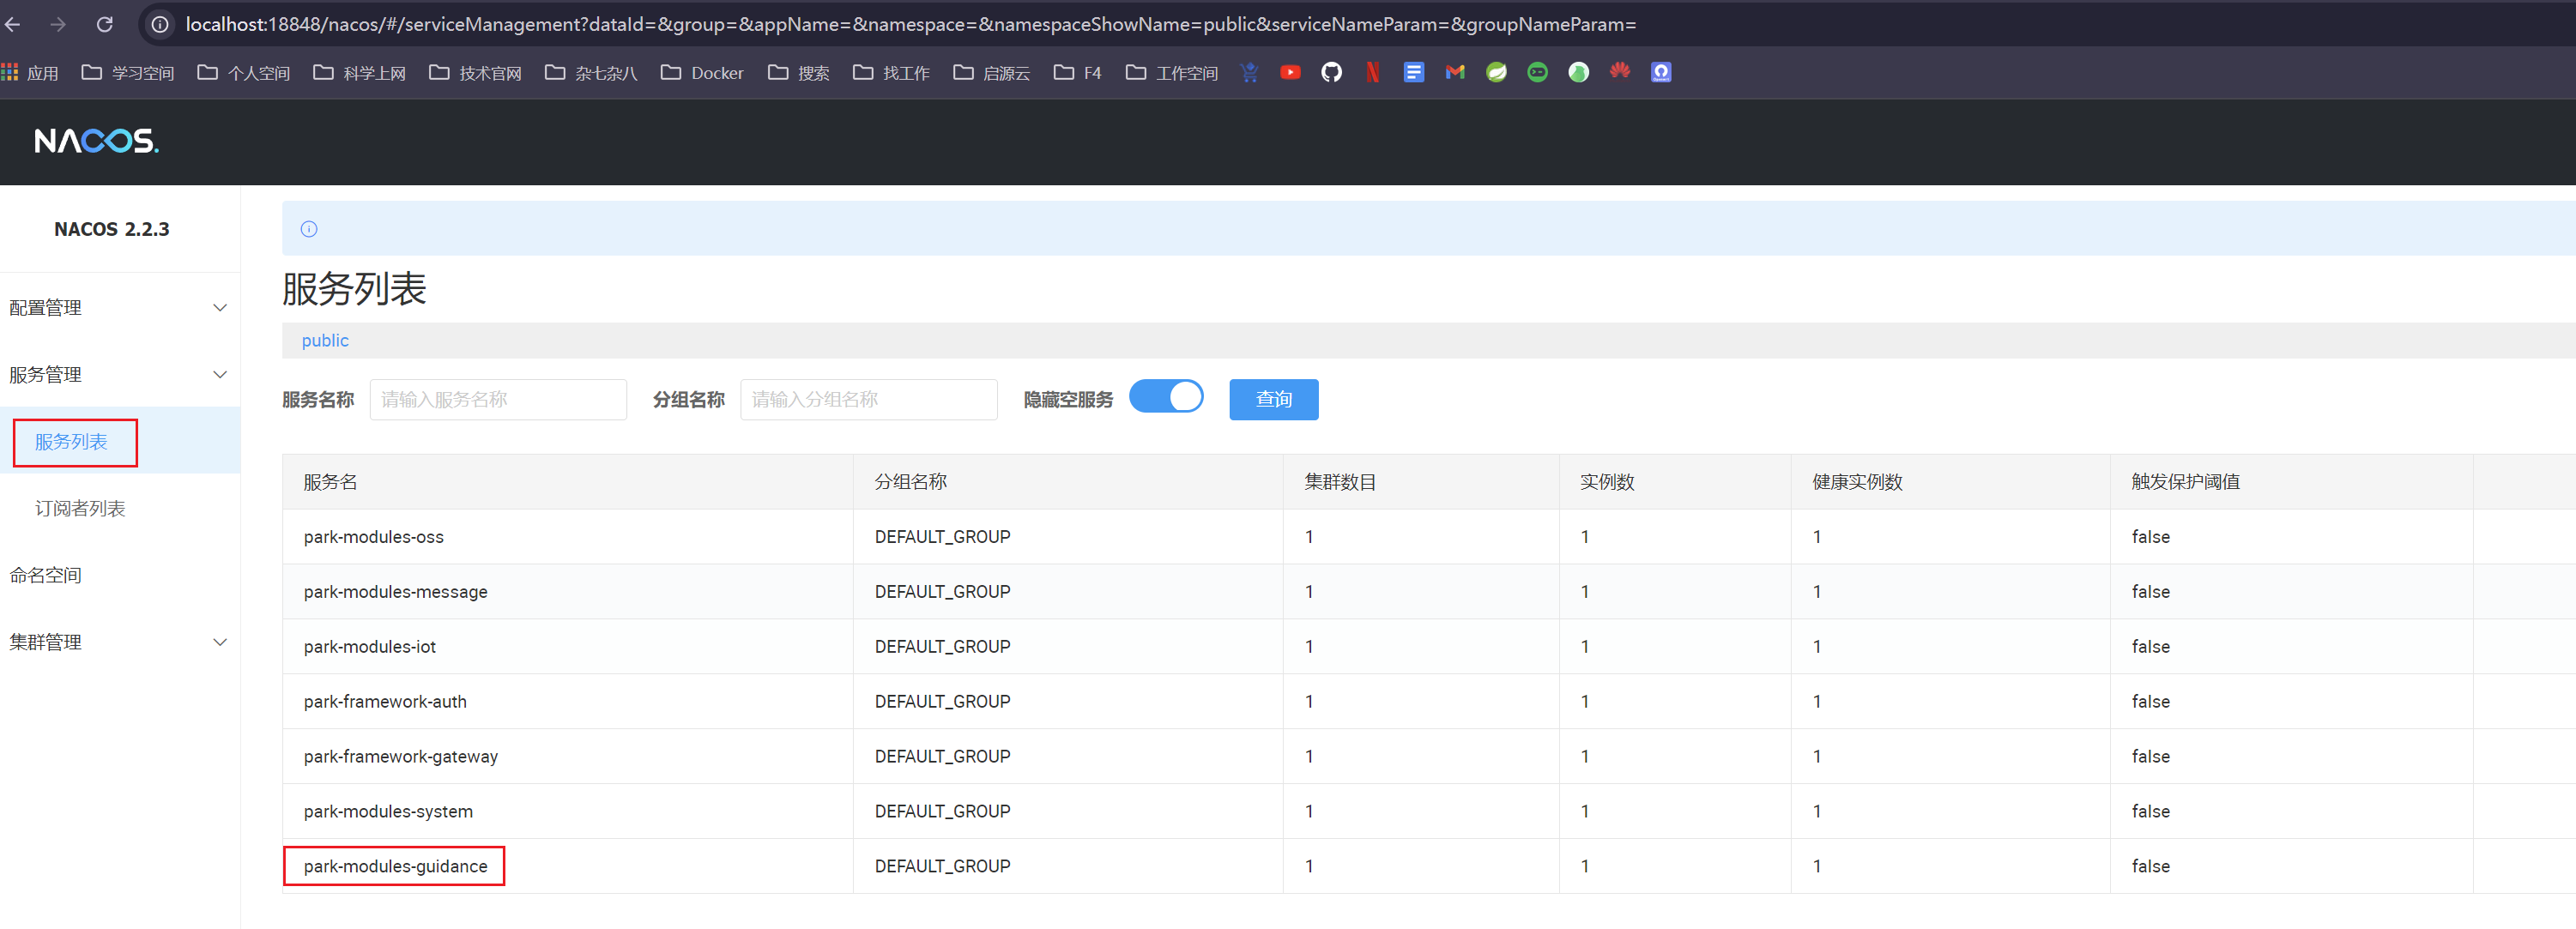 localhost:18848/nacos/#/serviceManagement?dataId=&group=&appName=&namespace=&namespaceShowName=public&serviceNameParam=&groupNameParam=
应用 学习空间 个人空间 科学上网 技术官网 杂七杂八 Docker 搜索 找工作 启源云 F4 工作空间
NACOS.
NACOS 2.2.3
配置管理
服务管理
服务列表
订阅者列表
命名空间
集群管理
服务列表
public
服务名称 请输入服务名称 分组名称 请输入分组名称 隐藏空服务 查询
服务名 分组名称 集群数目 实例数 健康实例数 触发保护阈值
park-modules-oss DEFAULT_GROUP 1 1 1 false
park-modules-message DEFAULT_GROUP 1 1 1 false
park-modules-iot DEFAULT_GROUP 1 1 1 false
park-framework-auth DEFAULT_GROUP 1 1 1 false
park-framework-gateway DEFAULT_GROUP 1 1 1 false
park-modules-system DEFAULT_GROUP 1 1 1 false
park-modules-guidance DEFAULT_GROUP 1 1 1 false